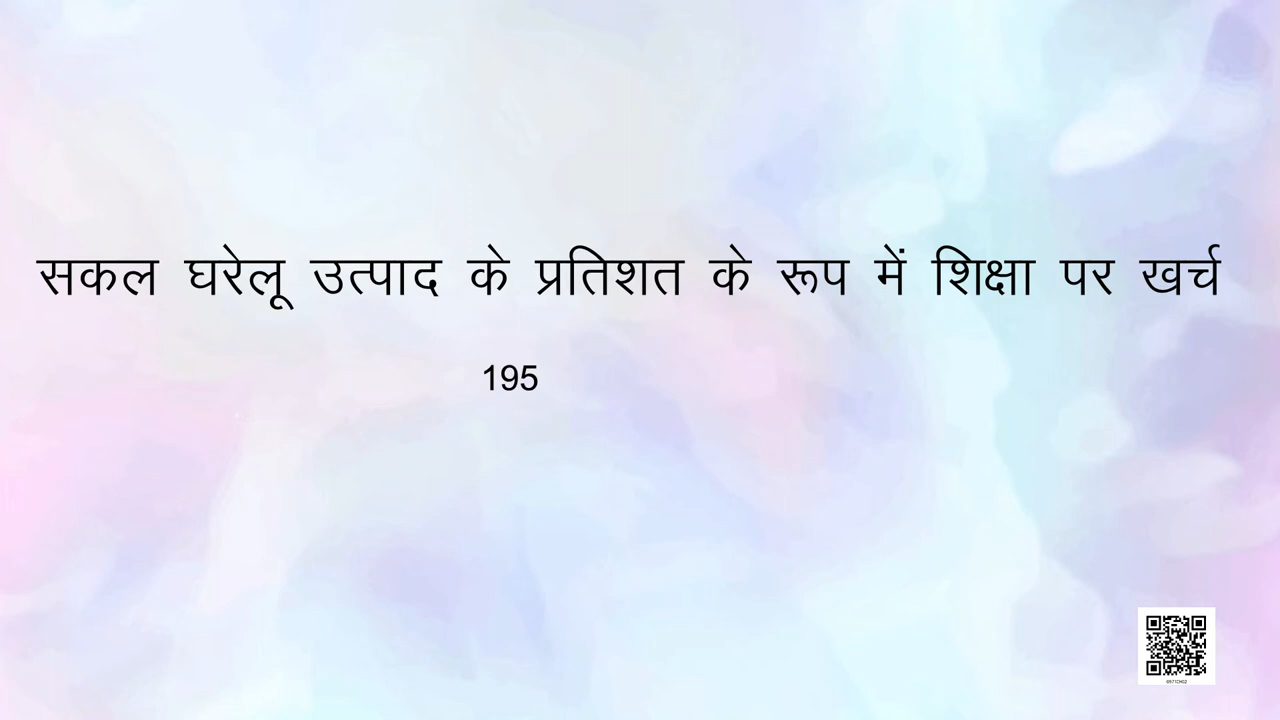 सकल घरेलू उत्पाद के प्रतिशत के रूप में शिक्षा पर खर्च
195